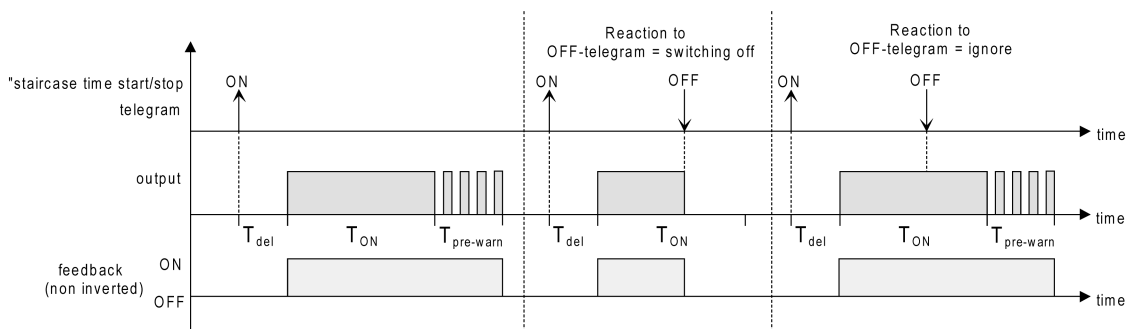 Reaction to
OFF-telegram = switching off
Reaction to
OFF-telegram = ignore
"staircase time start/stop
telegram
ON
ON
OFF
ON
OFF
time
output
time
T del
T ON
T pre-warn
T del
T ON
T del
T ON
T pre-warn
feedback
(non inverted)
ON
OFF
time